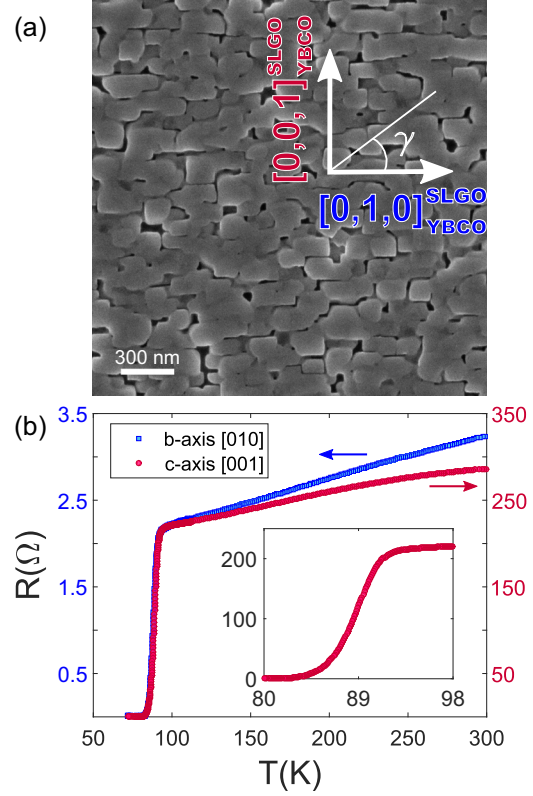 (a)
[0,0,1] SLGO YBCO
γ
[0,1,0] SLGO YBCO
300 nm
(b)
3.5
2.5
1.5
0.5
R(Ω)
b-axis [010]
c-axis [001]
350
250
150
50
200
100
0
80 89 98
50 100 150 200 250 300
T(K)